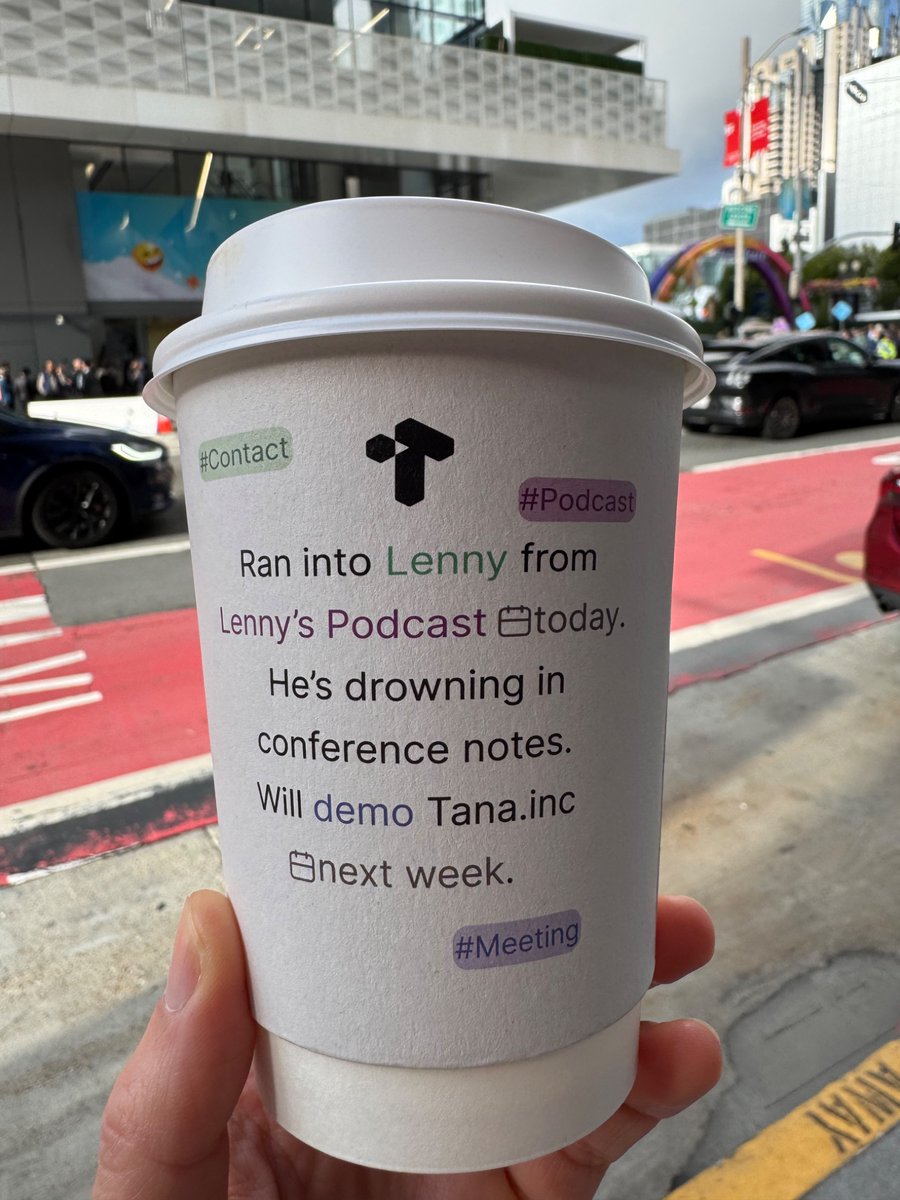 #Contact
#Podcast
Ran into Lenny from
Lenny's Podcast today.
He's drowning in
conference notes.
Will demo Tana.inc
next week.
#Meeting
AWAY